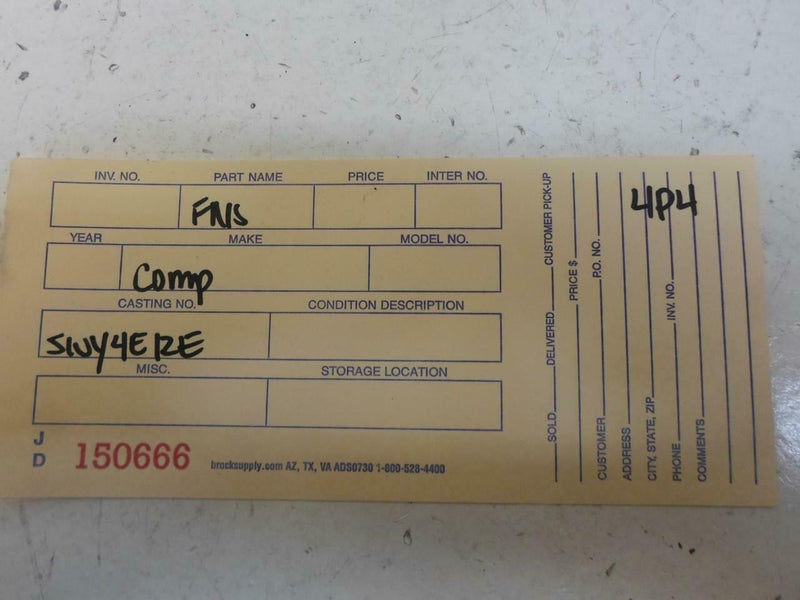 INV. NO. PART NAME PRICE INTER NO.
FNS
YEAR MAKE MODEL NO.
Comp
CASTING NO. CONDITION DESCRIPTION
MISC. STORAGE LOCATION
J
D
150666
brocksupply.com AZ, TX, VA ADS0730 1-800-528-4400
4P4
SOLD DELIVERED CUSTOMER PICK-UP
PRICE $
CUSTOMER P.O. NO.
ADDRESS
CITY, STATE, ZIP
PHONE INV. NO.
COMMENTS